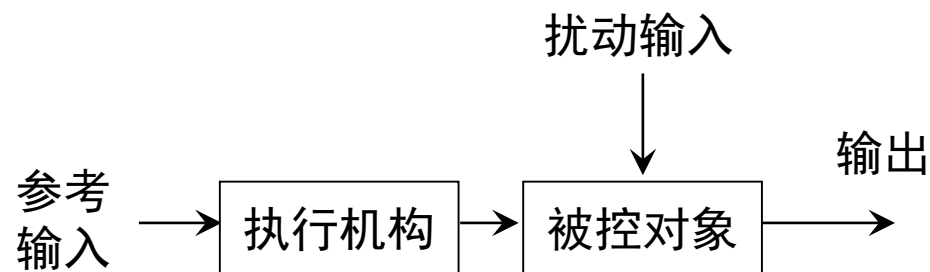 扰动输入
输出
参考
输入
执行机构
被控对象